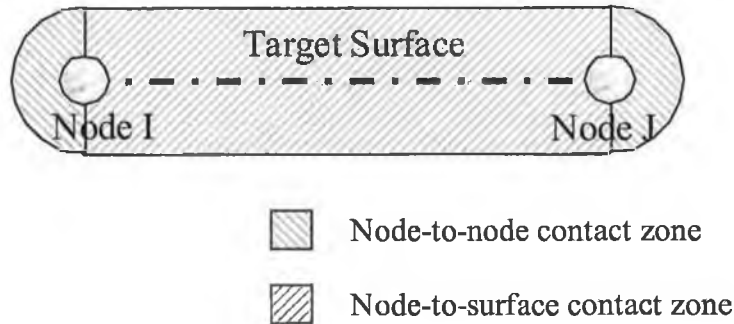 Target Surface
Node I
Node J
Node-to-node contact zone
Node-to-surface contact zone